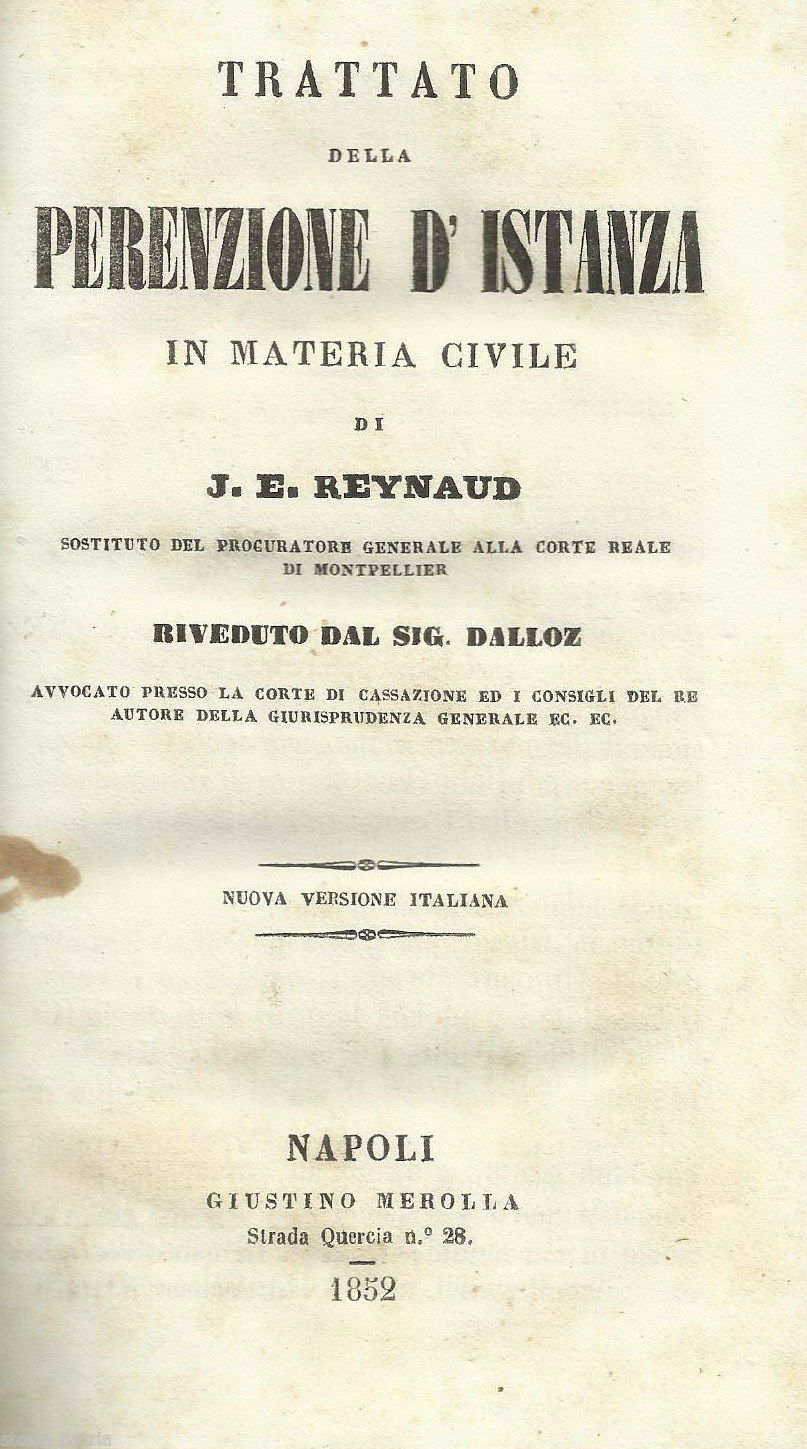 TRATTATO
DELLA
PERENZIONE D' ISTANZA
IN MATERIA CIVILE
DI
J. E. REYNAUD
SOSTITUTO DEL PROCURATORE GENERALE ALLA CORTE REALE
DI MONTPELLIER
RIVEDUTO DAL SIG. DALLOZ
AVVOCATO PRESSO LA CORTE DI CASSAZIONE ED I CONSIGLI DEL RE
AUTORE DELLA GIURISPRUDENZA GENERALE EC. EC.
NUOVA VERSIONE ITALIANA
NAPOLI
GIUSTINO MEROLLA
Strada Quercia n.° 28.
1852